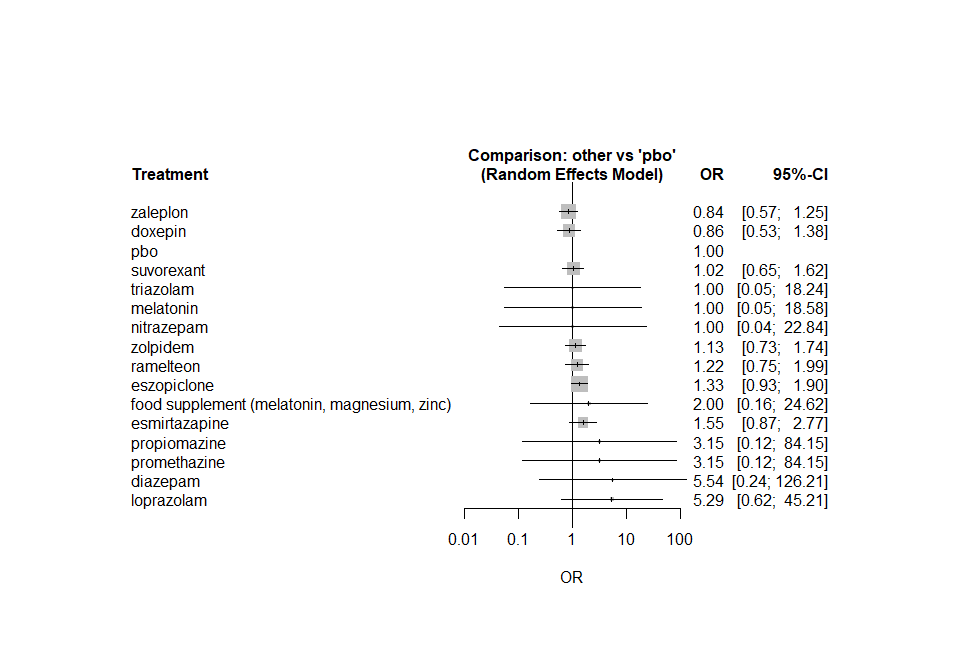 Comparison: other vs 'pbo'
Treatment (Random Effects Model) OR 95%-CI
zaleplon 0.84 [0.57; 1.25]
doxepin 0.86 [0.53; 1.38]
pbo 1.00
suvorexant 1.02 [0.65; 1.62]
triazolam 1.00 [0.05; 18.24]
melatonin 1.00 [0.05; 18.58]
nitrazepam 1.00 [0.04; 22.84]
zolpidem 1.13 [0.73; 1.74]
ramelteon 1.22 [0.75; 1.99]
eszopiclone 1.33 [0.93; 1.90]
food supplement (melatonin, magnesium, zinc) 2.00 [0.16; 24.62]
esmirtazapine 1.55 [0.87; 2.77]
propiomazine 3.15 [0.12; 84.15]
promethazine 3.15 [0.12; 84.15]
diazepam 5.54 [0.24; 126.21]
loprazolam 5.29 [0.62; 45.21]
0.01 0.1 1 10 100
OR